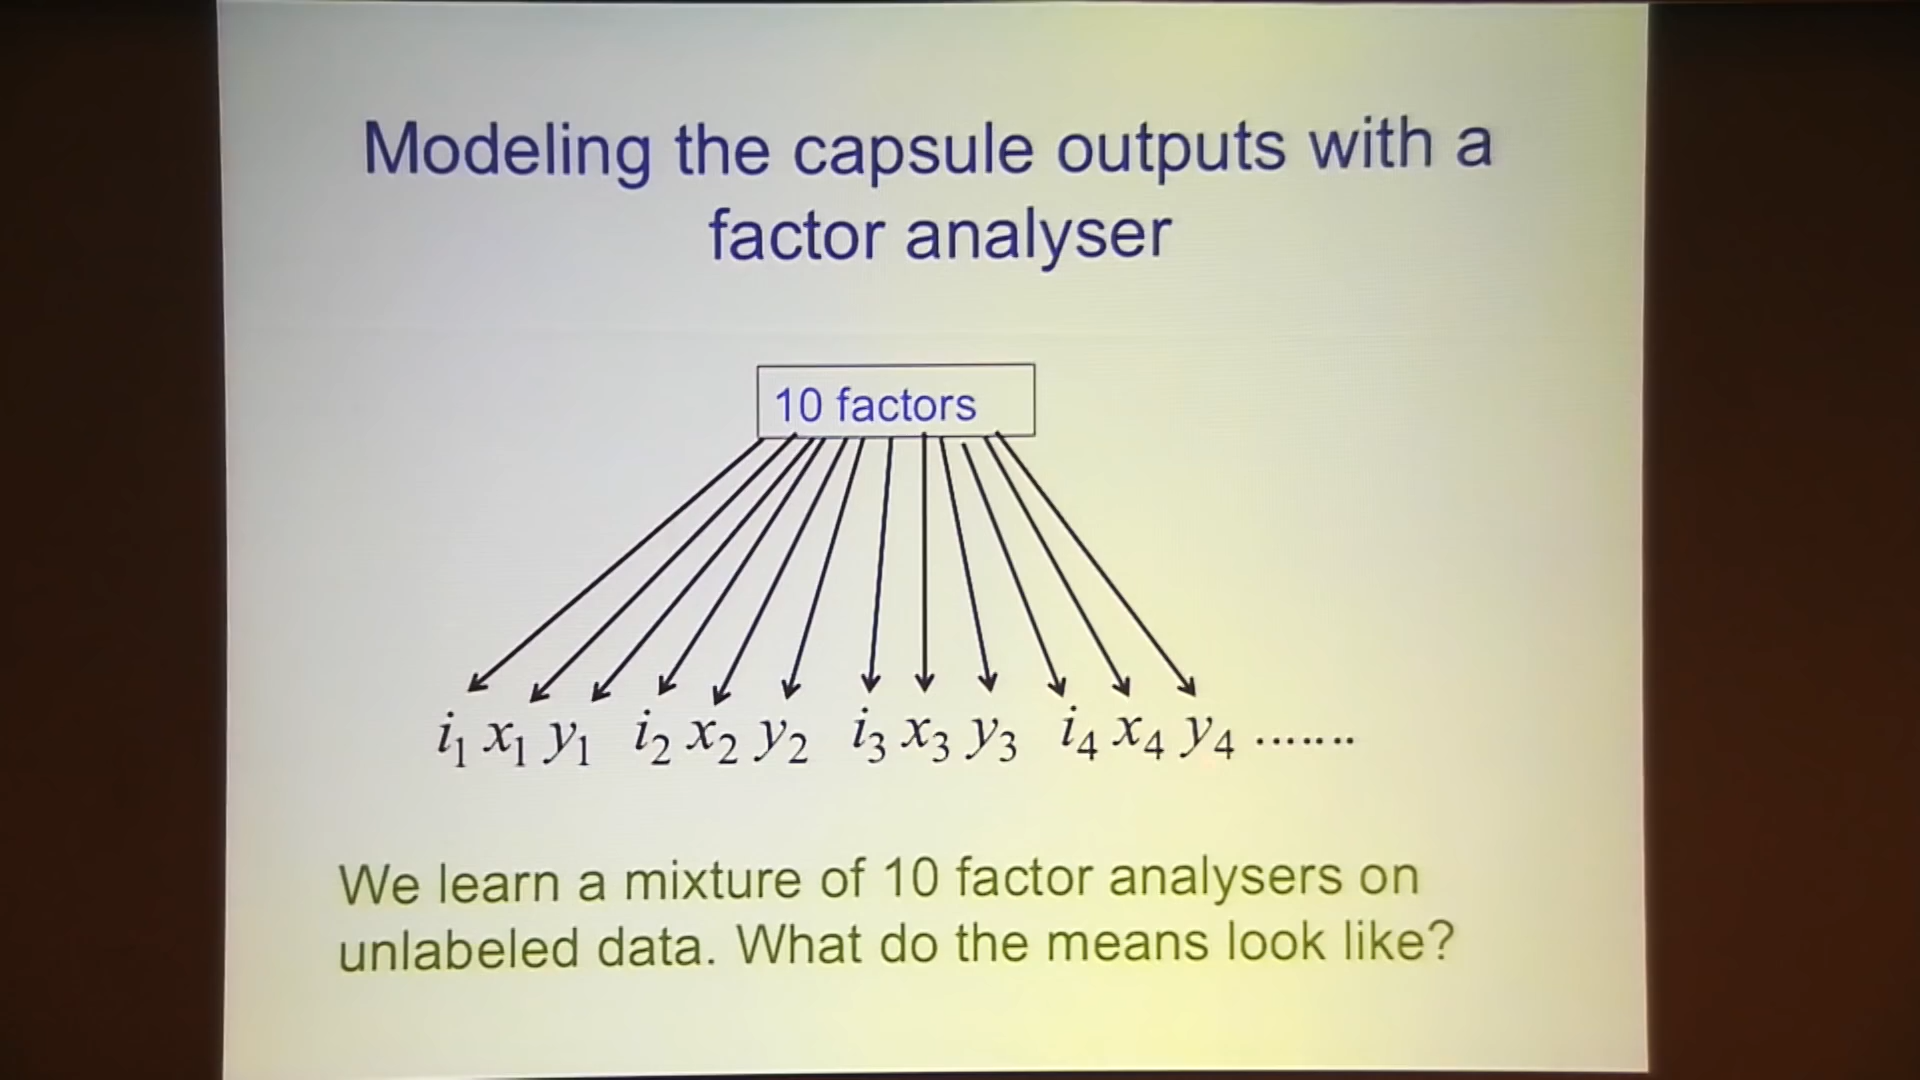 Modeling the capsule outputs with a
factor analyser
10 factors
i₁ x₁ y₁ i₂ x₂ y₂ i₃ x₃ y₃ i₄ x₄ y₄ .......
We learn a mixture of 10 factor analysers on
unlabeled data. What do the means look like?